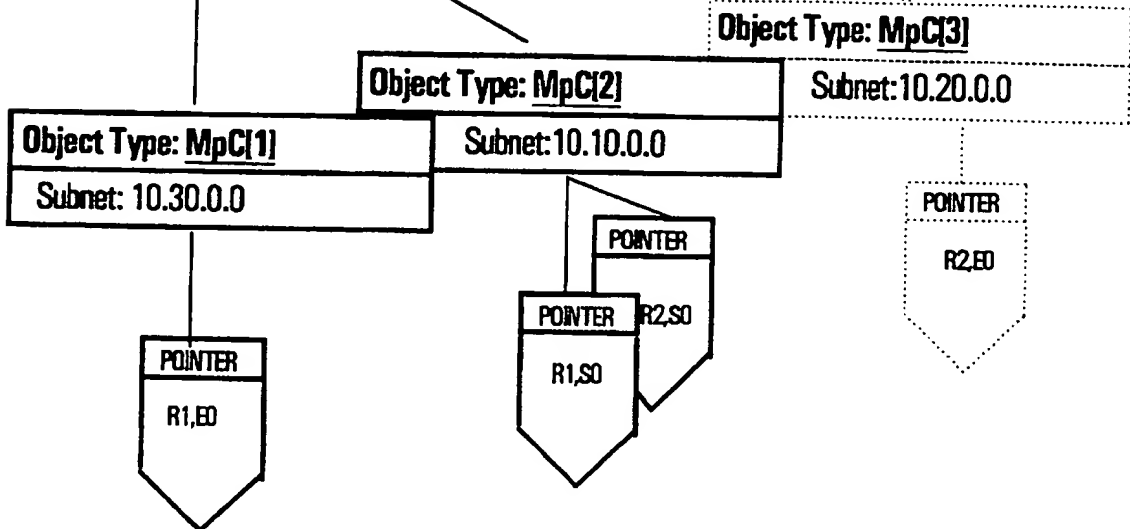 Object Type: MpC[3]
Subnet:10.20.0.0
Object Type: MpC[2]
Subnet:10.10.0.0
Object Type: MpC[1]
Subnet: 10.30.0.0
POINTER
R2,E0
POINTER
R2,S0
POINTER
R1,S0
POINTER
R1,E0